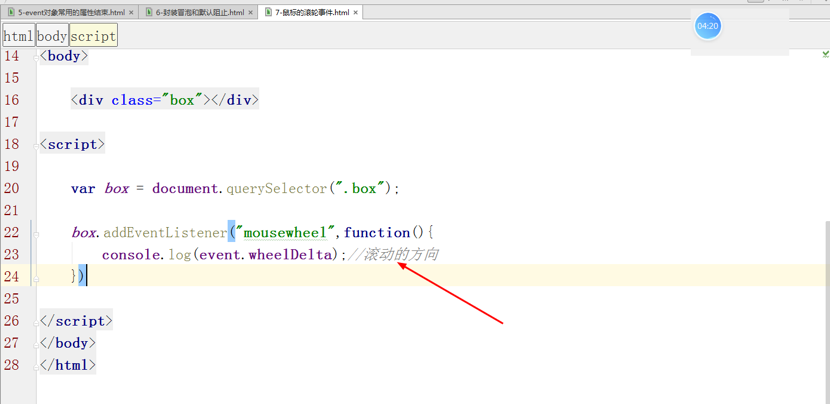 5-event对象常用的属性结束.html × 6-封装冒泡和默认阻止.html × 7-鼠标的滚轮事件.html ×
04:20
html body script
14 <body>
15
16 <div class="box"></div>
17
18 <script>
19
20 var box = document.querySelector(".box");
21
22 box.addEventListener("mousewheel",function(){
23 console.log(event.wheelDelta);//滚动的方向
24 })
25
26 </script>
27 </body>
28 </html>